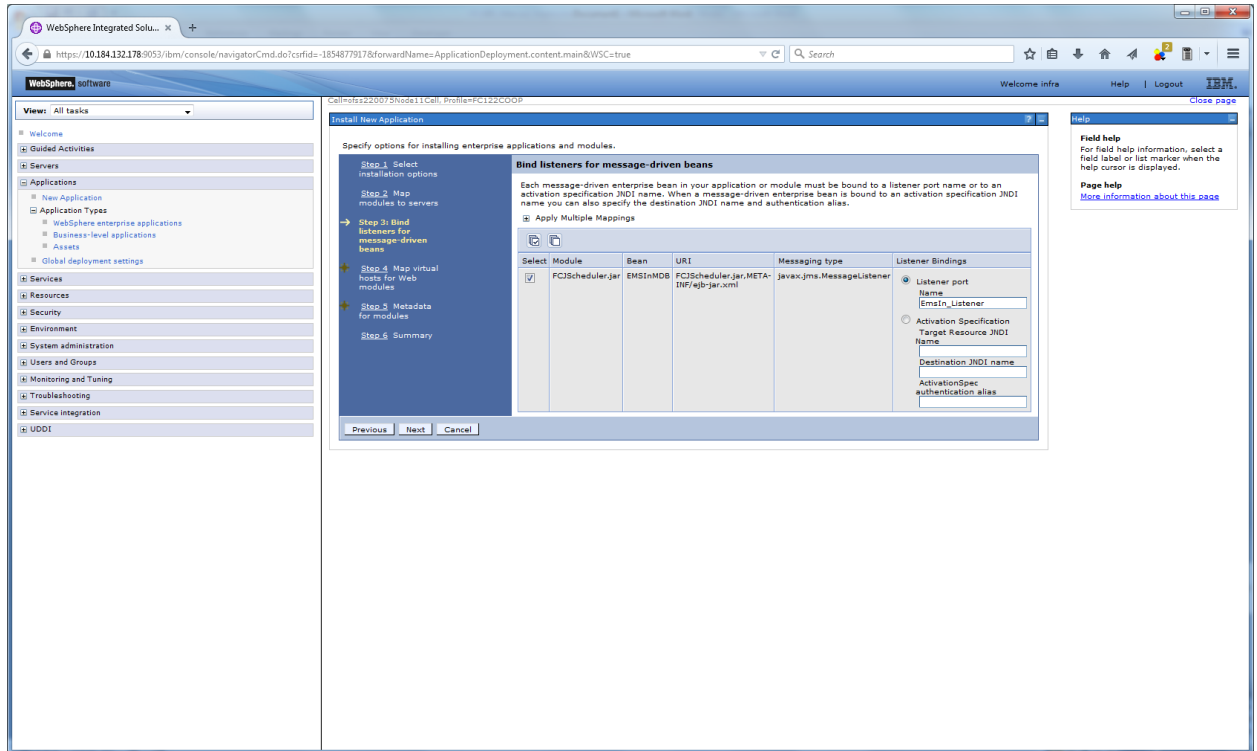 WebSphere Integrated Solu... x +
https://10.184.132.178:9053/ibm/console/navigatorCmd.do?csrfid=-1854877917&forwardName=ApplicationDeployment.content.main&WSC=true
Search
2
WebSphere. software
Welcome infra
Help | Logout
IBM.
View: All tasks
Welcome
Guided Activities
Servers
Applications
New Application
Application Types
WebSphere enterprise applications
Business-level applications
Assets
Global deployment settings
Services
Resources
Security
Environment
System administration
Users and Groups
Monitoring and Tuning
Troubleshooting
Service integration
UDDI
Cell=ofss220075Node11Cell, Profile=FC122COOP
Close page
Install New Application
? –
Specify options for installing enterprise applications and modules.
Step 1 Select
installation options
Step 2 Map
modules to servers
Step 3: Bind
listeners for
message-driven
beans
Step 4 Map virtual
hosts for Web
modules
Step 5 Metadata
for modules
Step 6 Summary
Bind listeners for message-driven beans
Each message-driven enterprise bean in your application or module must be bound to a listener port name or to an
activation specification JNDI name. When a message-driven enterprise bean is bound to an activation specification JNDI
name you can also specify the destination JNDI name and authentication alias.
Apply Multiple Mappings
Select Module Bean URI Messaging type Listener Bindings
FCJScheduler.jar EMSInMDB FCJScheduler.jar,META-INF/ejb-jar.xml javax.jms.MessageListener
Listener port
Name
EmsIn_Listener
Activation Specification
Target Resource JNDI
Name
Destination JNDI name
ActivationSpec
authentication alias
Previous Next Cancel
Help
Field help
For field help information, select a
field label or list marker when the
help cursor is displayed.
Page help
More information about this page